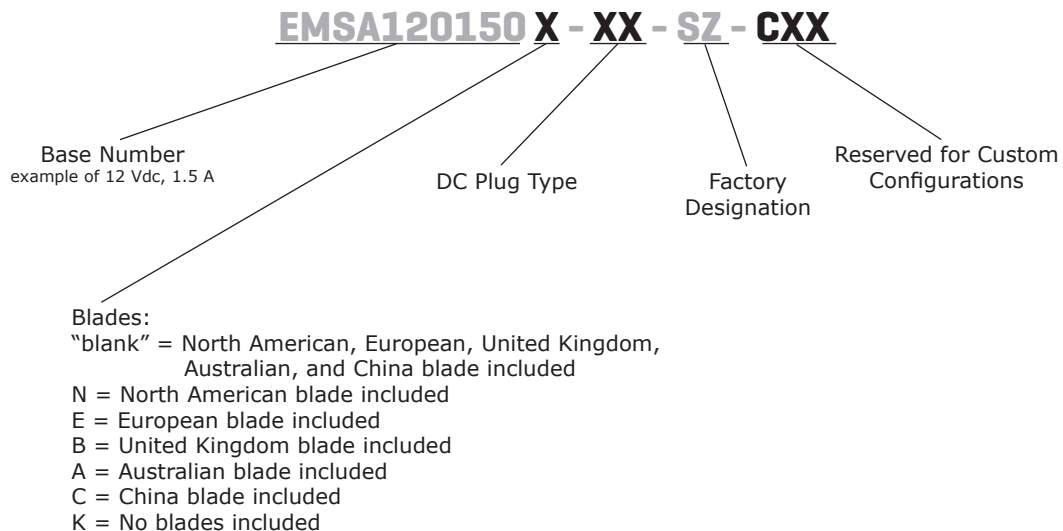 EMSA120150 X - XX - SZ - CXX
Base Number
example of 12 Vdc, 1.5 A
DC Plug Type
Factory
Designation
Reserved for Custom
Configurations
Blades:
“blank” = North American, European, United Kingdom,
Australian, and China blade included
N = North American blade included
E = European blade included
B = United Kingdom blade included
A = Australian blade included
C = China blade included
K = No blades included